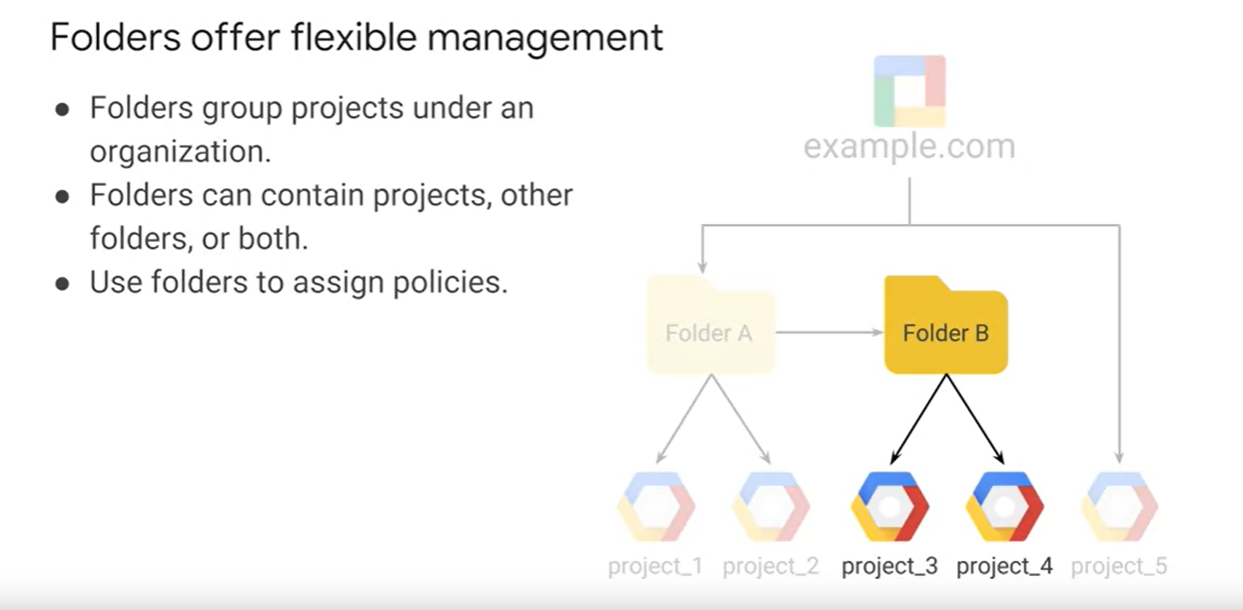 Folders offer flexible management
● Folders group projects under an
organization.
● Folders can contain projects, other
folders, or both.
● Use folders to assign policies.
example.com
Folder A
Folder B
project_1
project_2
project_3
project_4
project_5